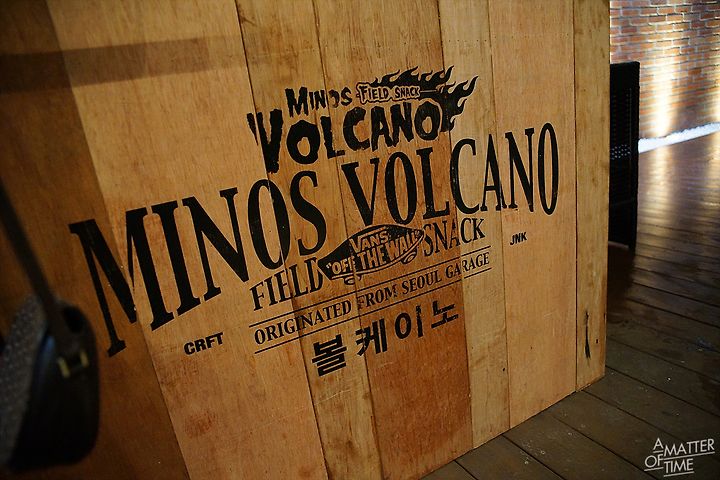 MINOS FIELD SNACK
VOLCANO
MINOS VOLCANO
FIELD VANS "OFF THE WALL" SNACK
CRFT ORIGINATED FROM SEOUL GARAGE JNK
볼케이노
A MATTER
OF TIME